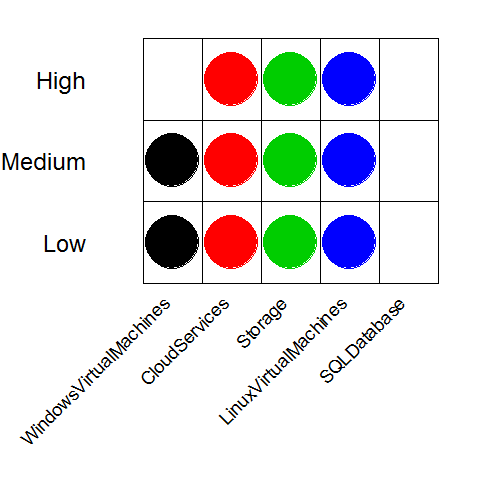 High
Medium
Low
WindowsVirtualMachines
CloudServices
Storage
LinuxVirtualMachines
SQLDatabase